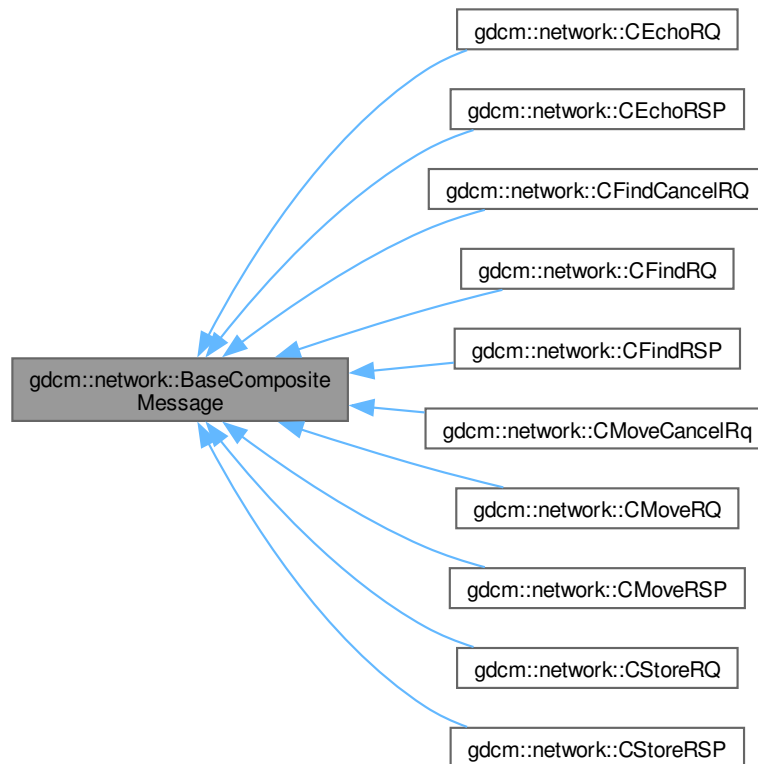 gdcm::network::CEchoRQ
gdcm::network::CEchoRSP
gdcm::network::CFindCancelRQ
gdcm::network::CFindRQ
gdcm::network::CFindRSP
gdcm::network::BaseComposite
Message
gdcm::network::CMoveCancelRq
gdcm::network::CMoveRQ
gdcm::network::CMoveRSP
gdcm::network::CStoreRQ
gdcm::network::CStoreRSP